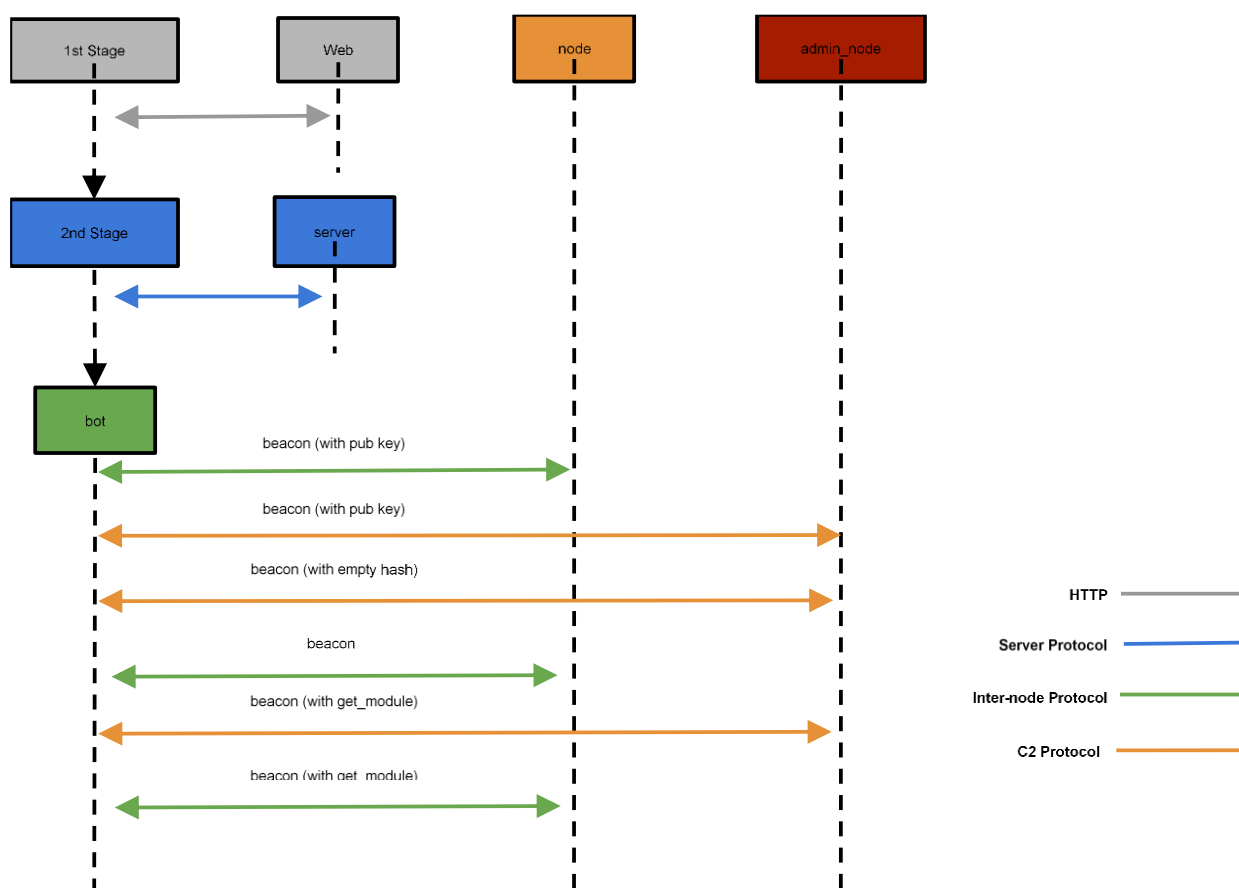 1st Stage
Web
node
admin_node
2nd Stage
server
bot
beacon (with pub key)
beacon (with pub key)
beacon (with empty hash)
beacon
beacon (with get_module)
beacon (with get_module)
HTTP
Server Protocol
Inter-node Protocol
C2 Protocol